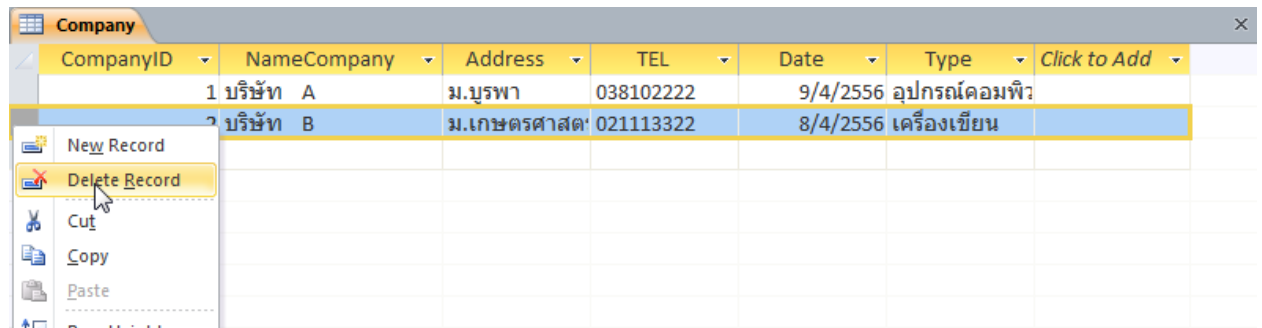 Company
CompanyID NameCompany Address TEL Date Type Click to Add
1 บริษัท A ม.บูรพา 038102222 9/4/2556 อุปกรณ์คอมพิว
2 บริษัท B ม.เกษตรศาสตร 021113322 8/4/2556 เครื่องเขียน
New Record
Delete Record
Cut
Copy
Paste